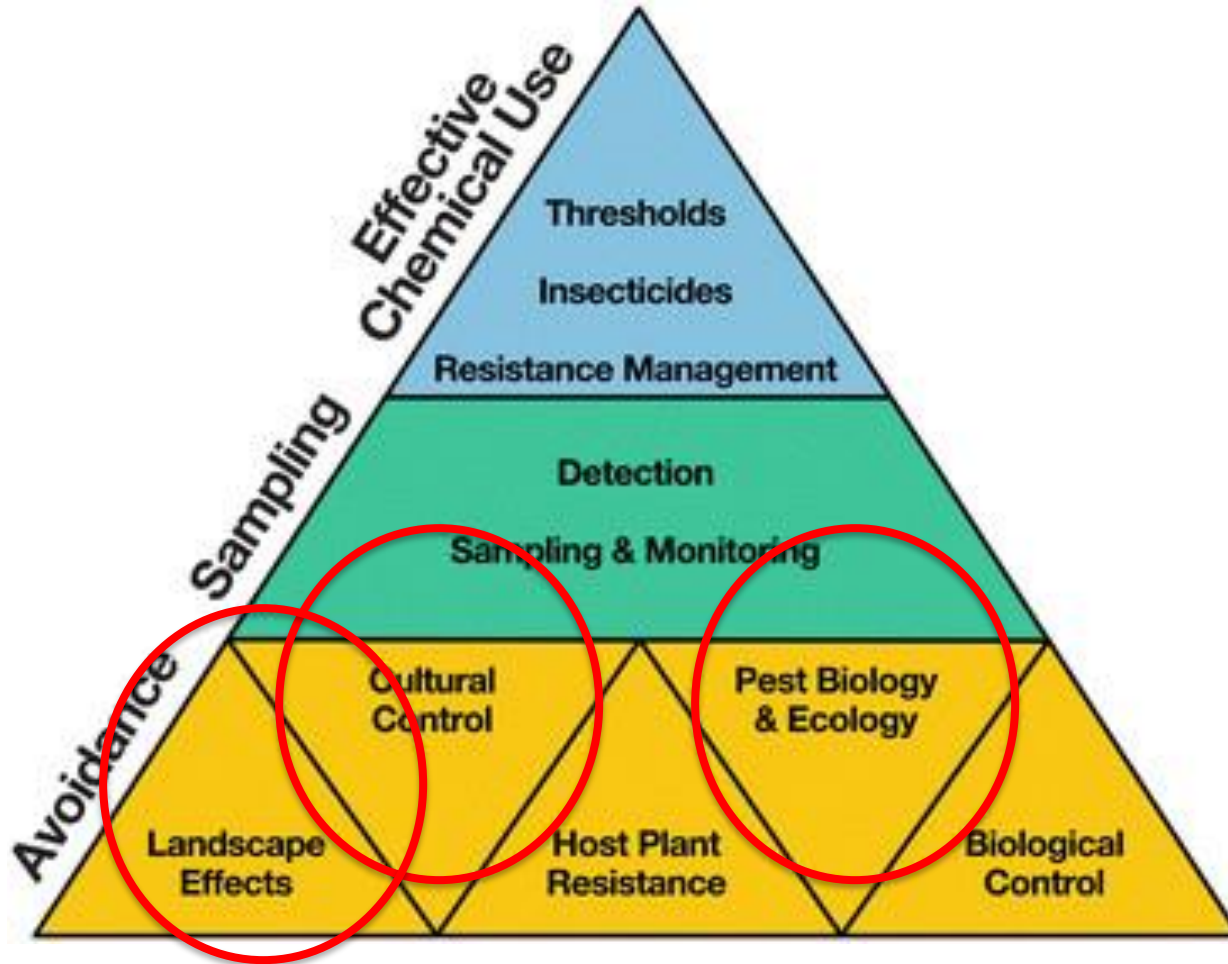 Effective
Chemical Use
Thresholds
Insecticides
Resistance Management
Sampling
Detection
Sampling & Monitoring
Avoidance
Cultural
Control
Pest Biology
& Ecology
Landscape
Effects
Host Plant
Resistance
Biological
Control